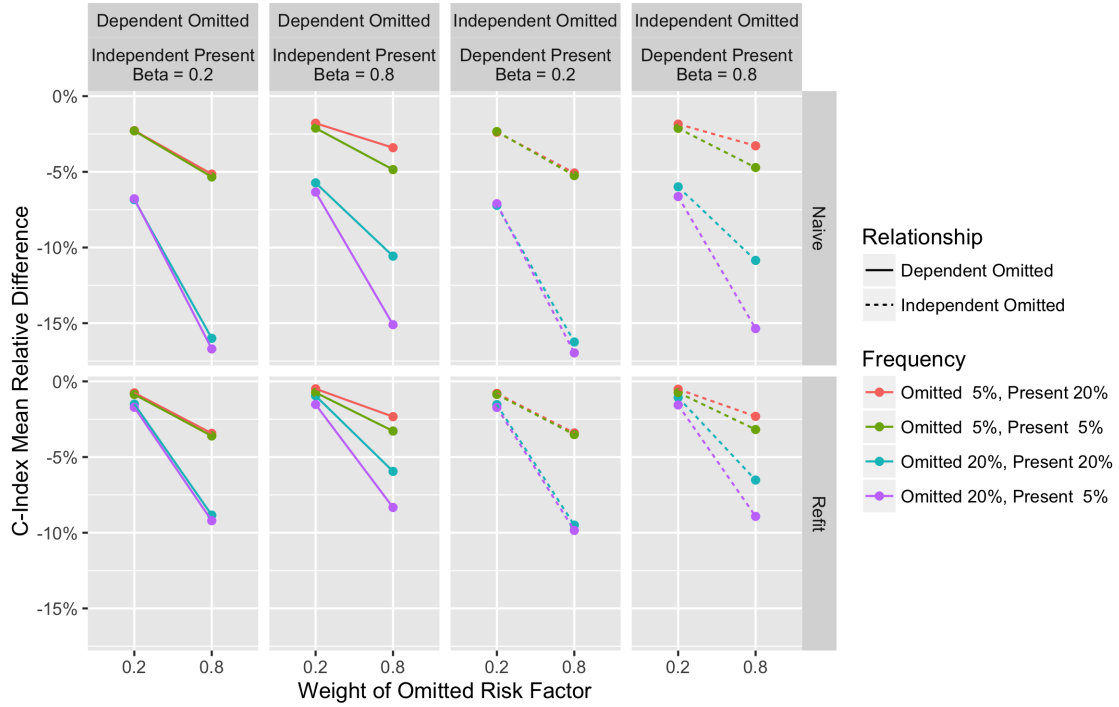 Dependent Omitted
Independent Present
Beta = 0.2
Dependent Omitted
Independent Present
Beta = 0.8
Independent Omitted
Dependent Present
Beta = 0.2
Independent Omitted
Dependent Present
Beta = 0.8
C-Index Mean Relative Difference
0%
-5%
-10%
-15%
Naive
0%
-5%
-10%
-15%
Refit
0.2
0.8
0.2
0.8
0.2
0.8
0.2
0.8
Weight of Omitted Risk Factor
Relationship
Dependent Omitted
Independent Omitted
Frequency
Omitted 5%, Present 20%
Omitted 5%, Present 5%
Omitted 20%, Present 20%
Omitted 20%, Present 5%